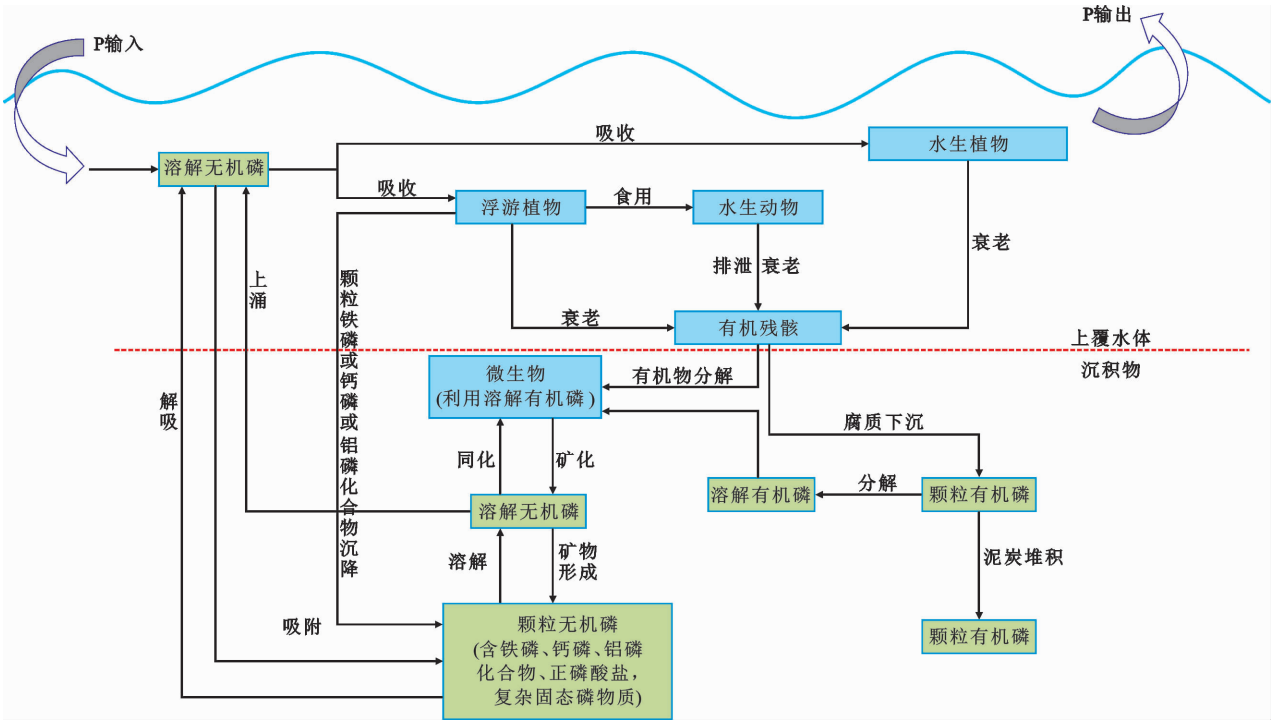 P输入
P输出
溶解无机磷
吸收
水生植物
吸收
浮游植物
食用
水生动物
衰老
排泄
衰老
衰老
有机残骸
上涌
颗粒铁磷或钙磷或铝磷化合物沉降
上覆水体
沉积物
解吸
微生物
(利用溶解有机磷)
有机物分解
腐质下沉
同化
矿化
溶解有机磷
分解
颗粒有机磷
溶解无机磷
溶解
矿物
形成
泥炭堆积
吸附
颗粒无机磷
(含铁磷、钙磷、铝磷
化合物、正磷酸盐,
复杂固态磷物质)
颗粒有机磷